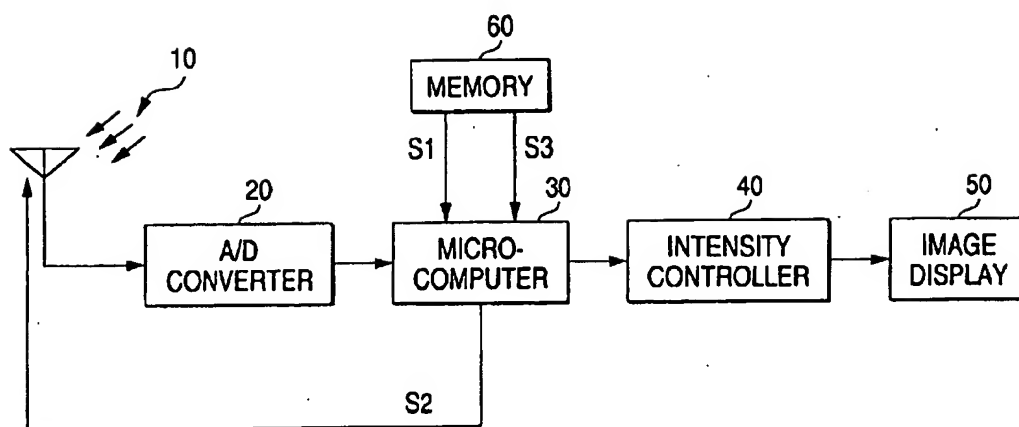 60
10
MEMORY
S1
S3
20
30
40
50
A/D
CONVERTER
MICRO-
COMPUTER
INTENSITY
CONTROLLER
IMAGE
DISPLAY
S2